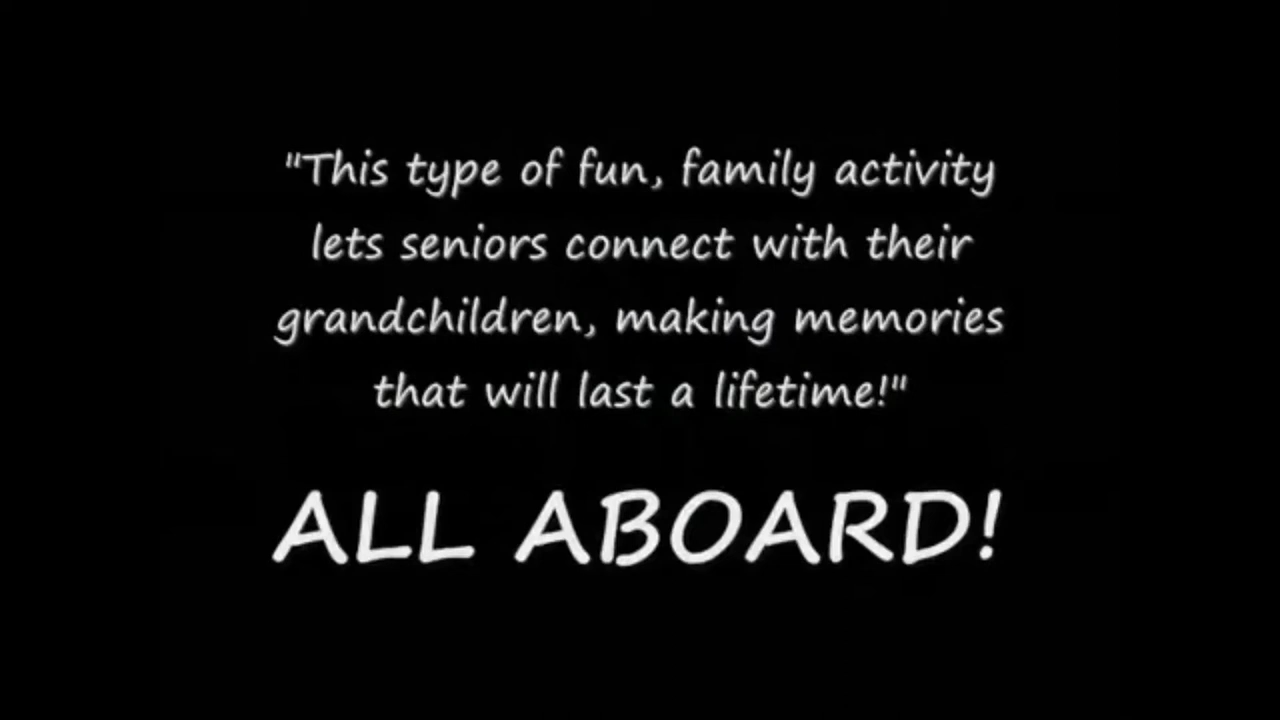 "This type of fun, family activity
lets seniors connect with their
grandchildren, making memories
that will last a lifetime!"
ALL ABOARD!